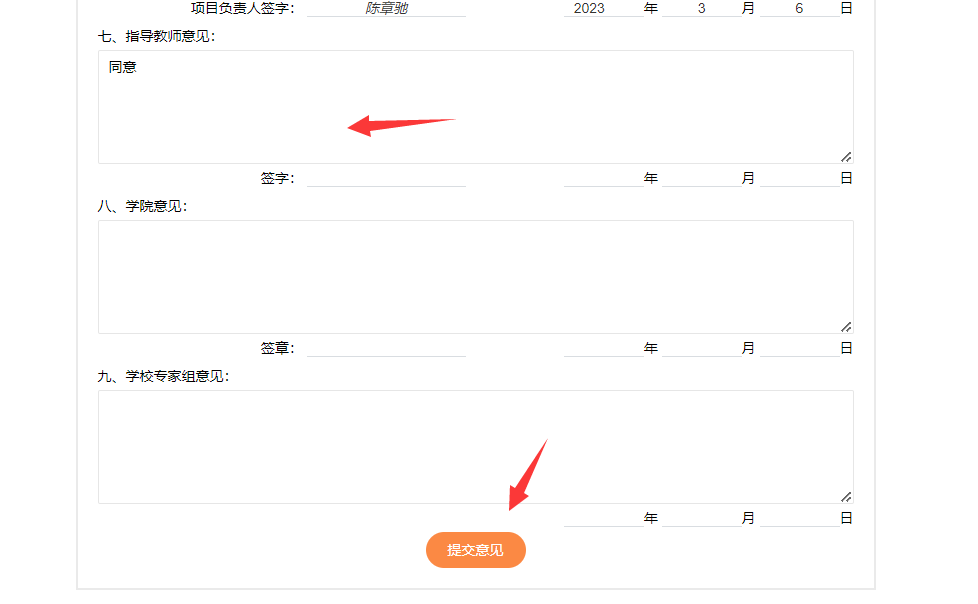 项目负责人签字： 陈章驰 2023 年 3 月 6 日
七、指导教师意见：
同意
签字： 年 月 日
八、学院意见：
签章： 年 月 日
九、学校专家组意见：
年 月 日
提交意见